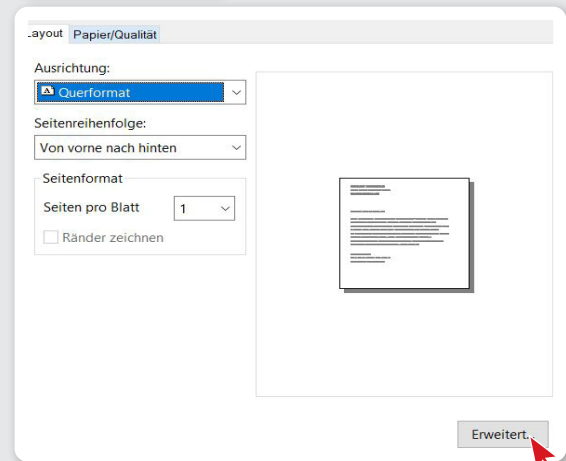 Layout Papier/Qualität
Ausrichtung:
Querformat
Seitenreihenfolge:
Von vorne nach hinten
Seitenformat
Seiten pro Blatt 1
Ränder zeichnen
Erweitert...